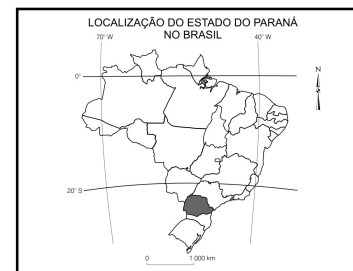 LOCALIZAÇÃO DO ESTADO DO PARANÁ
NO BRASIL
70° W
40° W
N
0°
20° S
0
1.000 km